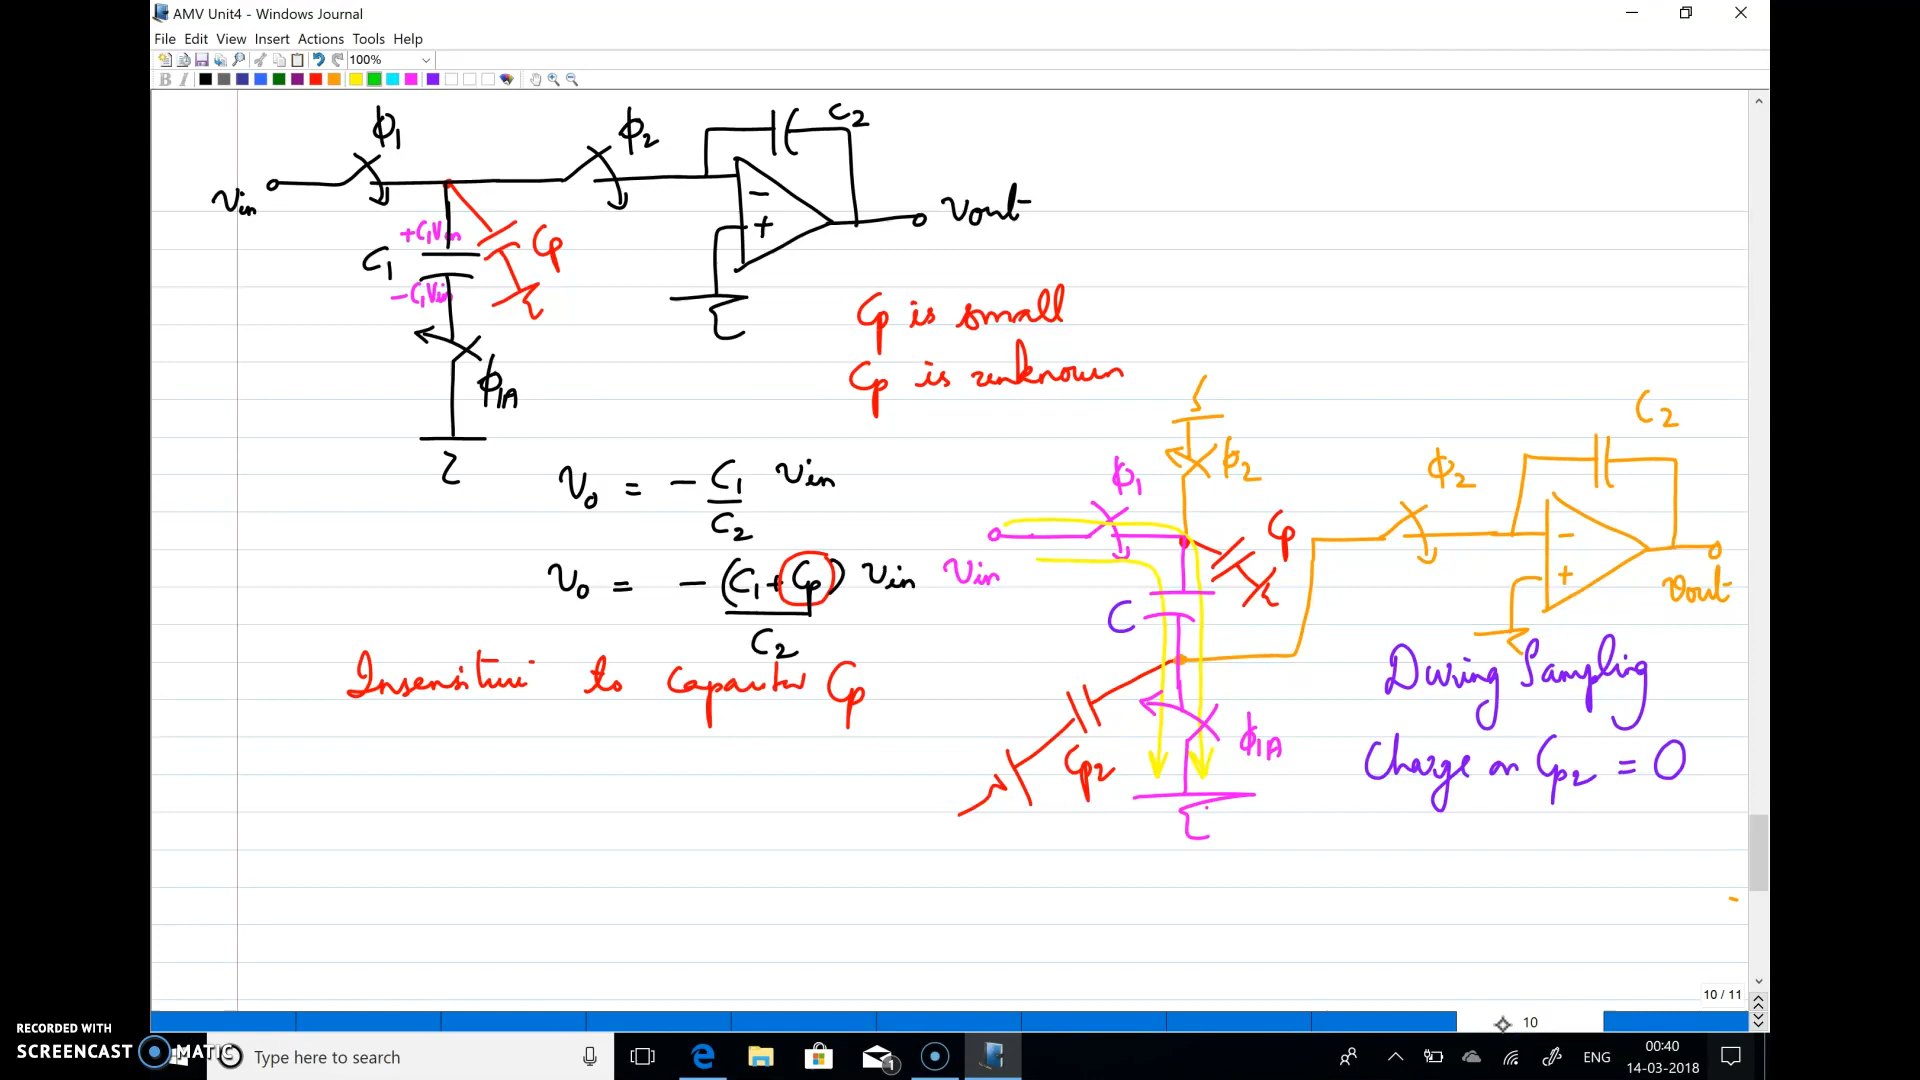 AMV Unit4 - Windows Journal
File Edit View Insert Actions Tools Help
100%
ϕ1
ϕ2
C2
Vin
Vout
+C1Vin
C1
Cp
-C1Vin
ϕ1A
Cp is small
Cp is unknown
Vo = - C1/C2 Vin
Vo = - (C1 + Cp)/C2 Vin
Insensitive to capacitor Cp
ϕ2
ϕ1
Cp
Vin
C
ϕ1A
Cp2
ϕ2
C2
Vout
During Sampling
Charge on Cp2 = 0
10 / 11
10
RECORDED WITH
SCREENCAST MATIC
Type here to search
1
ENG
00:40
14-03-2018